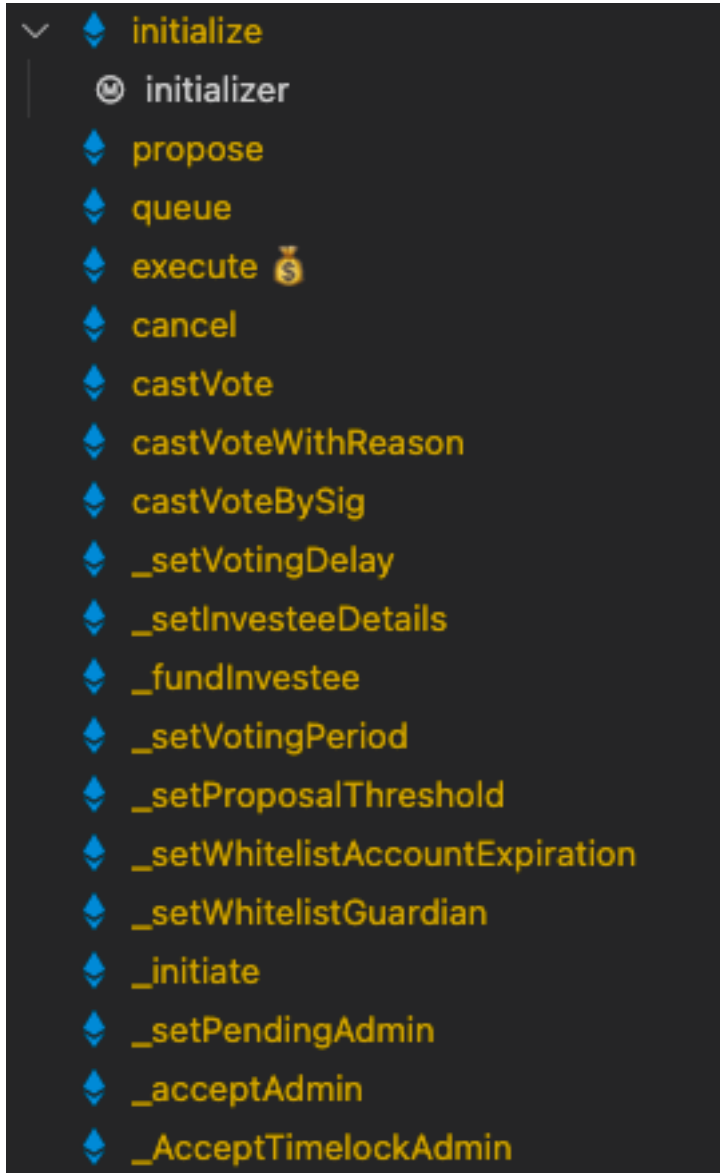 initialize
initializer
propose
queue
execute 💰
cancel
castVote
castVoteWithReason
castVoteBySig
_setVotingDelay
_setInvesteeDetails
_fundInvestee
_setVotingPeriod
_setProposalThreshold
_setWhitelistAccountExpiration
_setWhitelistGuardian
_initiate
_setPendingAdmin
_acceptAdmin
_AcceptTimelockAdmin